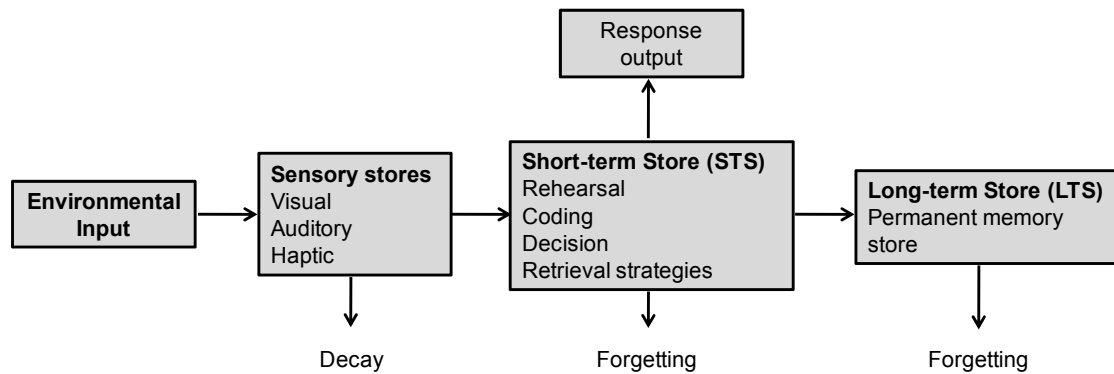 Response
output
Environmental
Input
Sensory stores
Visual
Auditory
Haptic
Short-term Store (STS)
Rehearsal
Coding
Decision
Retrieval strategies
Long-term Store (LTS)
Permanent memory
store
Decay
Forgetting
Forgetting